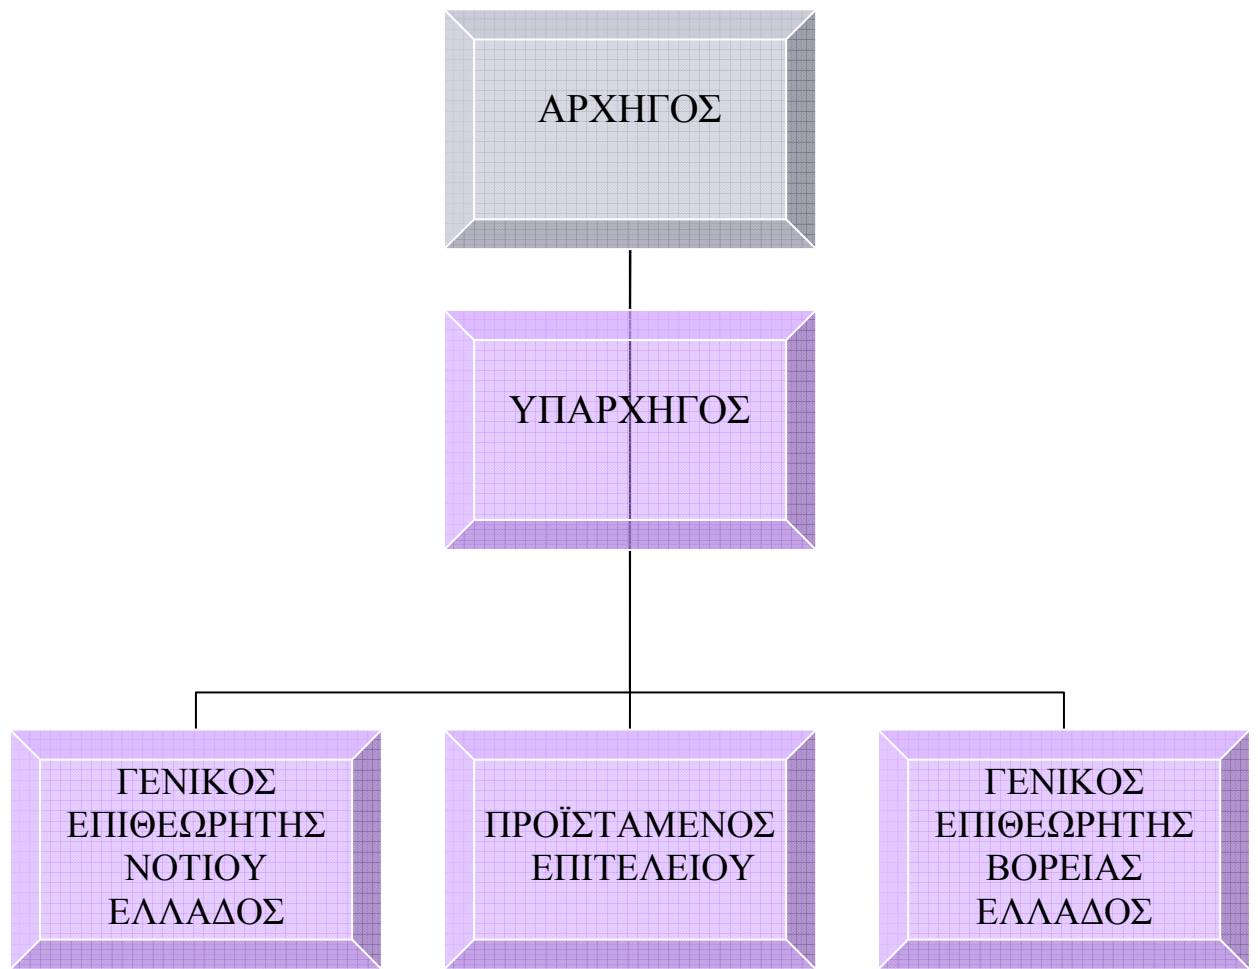 ΑΡΧΗΓΟΣ
ΥΠΑΡΧΗΓΟΣ
ΓΕΝΙΚΟΣ
ΕΠΙΘΕΩΡΗΤΗΣ
ΝΟΤΙΟΥ
ΕΛΛΑΔΟΣ
ΠΡΟΪΣΤΑΜΕΝΟΣ
ΕΠΙΤΕΛΕΙΟΥ
ΓΕΝΙΚΟΣ
ΕΠΙΘΕΩΡΗΤΗΣ
ΒΟΡΕΙΑΣ
ΕΛΛΑΔΟΣ